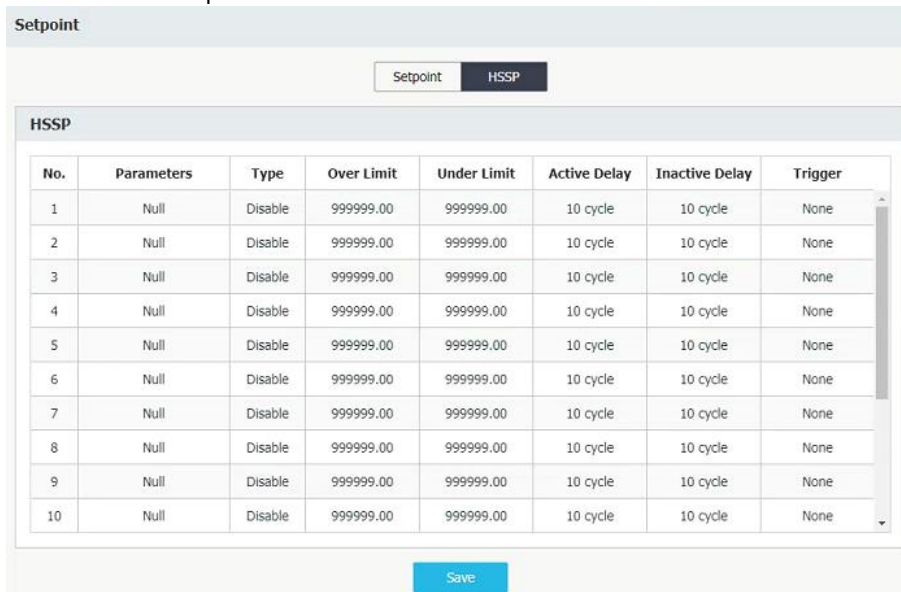 Setpoint
Setpoint HSSP
HSSP
No. Parameters Type Over Limit Under Limit Active Delay Inactive Delay Trigger
1 Null Disable 999999.00 999999.00 10 cycle 10 cycle None
2 Null Disable 999999.00 999999.00 10 cycle 10 cycle None
3 Null Disable 999999.00 999999.00 10 cycle 10 cycle None
4 Null Disable 999999.00 999999.00 10 cycle 10 cycle None
5 Null Disable 999999.00 999999.00 10 cycle 10 cycle None
6 Null Disable 999999.00 999999.00 10 cycle 10 cycle None
7 Null Disable 999999.00 999999.00 10 cycle 10 cycle None
8 Null Disable 999999.00 999999.00 10 cycle 10 cycle None
9 Null Disable 999999.00 999999.00 10 cycle 10 cycle None
10 Null Disable 999999.00 999999.00 10 cycle 10 cycle None
Save